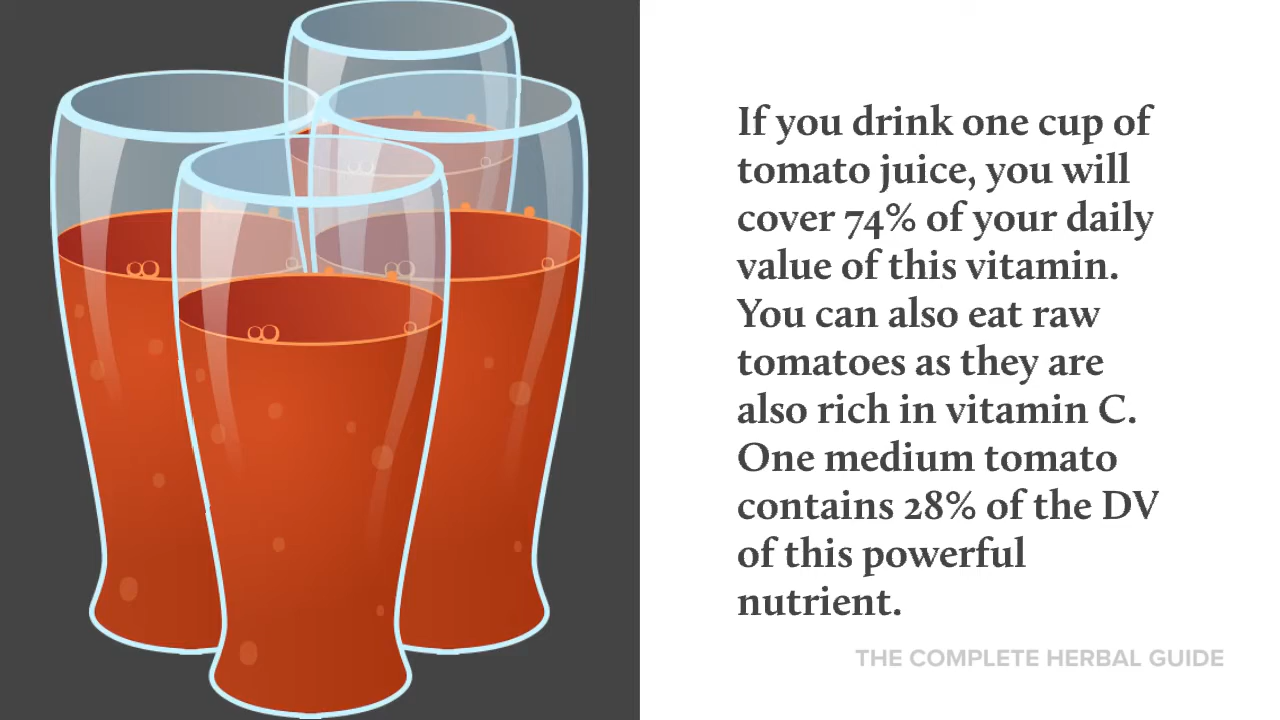 If you drink one cup of
tomato juice, you will
cover 74% of your daily
value of this vitamin.
You can also eat raw
tomatoes as they are
also rich in vitamin C.
One medium tomato
contains 28% of the DV
of this powerful
nutrient.
THE COMPLETE HERBAL GUIDE